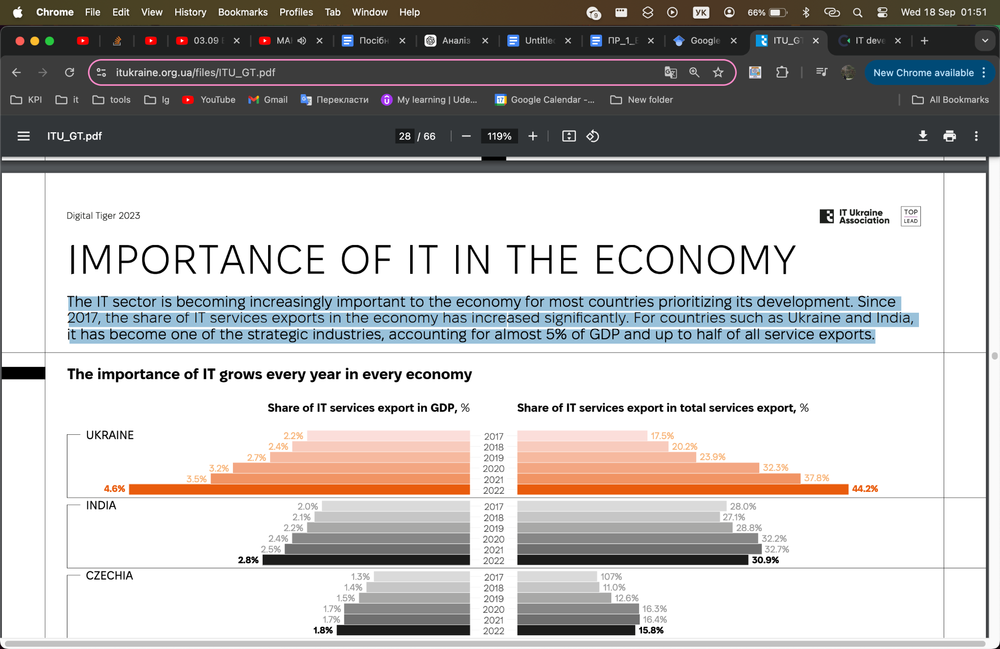 Chrome File Edit View History Bookmarks Profiles Tab Window Help 9 УК 66% Wed 18 Sep 01:51
03.09 МА Посібн Аналіз Untitled ПР_1_ Google ITU_GT IT deve
itukraine.org.ua/files/ITU_GT.pdf New Chrome available
KPI it tools lg YouTube Gmail Перекласти My learning | Ude... 17 Google Calendar -... New folder All Bookmarks
ITU_GT.pdf 28 / 66 119%
Digital Tiger 2023
IT Ukraine
Association
TOP
LEAD
IMPORTANCE OF IT IN THE ECONOMY
The IT sector is becoming increasingly important to the economy for most countries prioritizing its development. Since
2017, the share of IT services exports in the economy has increased significantly. For countries such as Ukraine and India,
it has become one of the strategic industries, accounting for almost 5% of GDP and up to half of all service exports.
The importance of IT grows every year in every economy
Share of IT services export in GDP, % Share of IT services export in total services export, %
UKRAINE
2.2% 2017 17.5%
2.4% 2018 20.2%
2.7% 2019 23.9%
3.2% 2020 32.3%
3.5% 2021 37.8%
4.6% 2022 44.2%
INDIA
2.0% 2017 28.0%
2.1% 2018 27.1%
2.2% 2019 28.8%
2.4% 2020 32.2%
2.5% 2021 32.7%
2.8% 2022 30.9%
CZECHIA
1.3% 2017 107%
1.4% 2018 11.0%
1.5% 2019 12.6%
1.7% 2020 16.3%
1.7% 2021 16.4%
1.8% 2022 15.8%